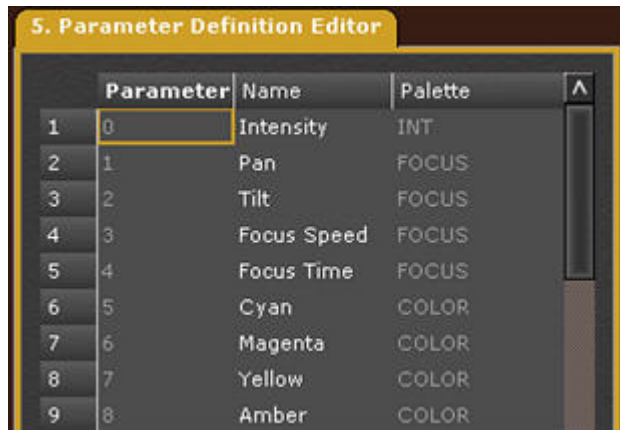 5. Parameter Definition Editor
Parameter Name Palette
1 0 Intensity INT
2 1 Pan FOCUS
3 2 Tilt FOCUS
4 3 Focus Speed FOCUS
5 4 Focus Time FOCUS
6 5 Cyan COLOR
7 6 Magenta COLOR
8 7 Yellow COLOR
9 8 Amber COLOR